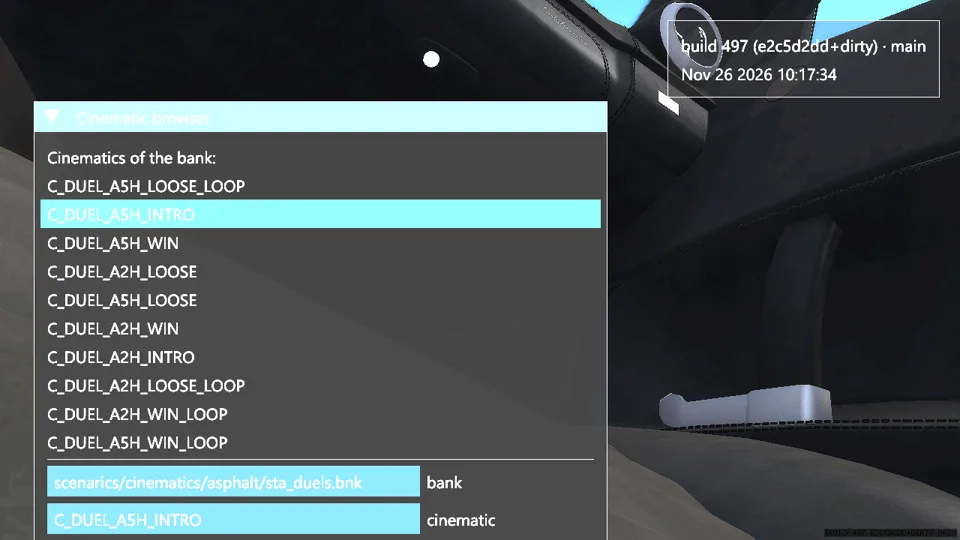 build 497 (e2c5d2dd+dirty) · main
Nov 26 2026 10:17:34
Cinematic browser
Cinematics of the bank:
C_DUEL_A5H_LOOSE_LOOP
C_DUEL_A5H_INTRO
C_DUEL_A5H_WIN
C_DUEL_A2H_LOOSE
C_DUEL_A5H_LOOSE
C_DUEL_A2H_WIN
C_DUEL_A2H_INTRO
C_DUEL_A2H_LOOSE_LOOP
C_DUEL_A2H_WIN_LOOP
C_DUEL_A5H_WIN_LOOP
scenarics/cinematics/asphalt/sta_duels.bnk bank
C_DUEL_A5H_INTRO cinematic